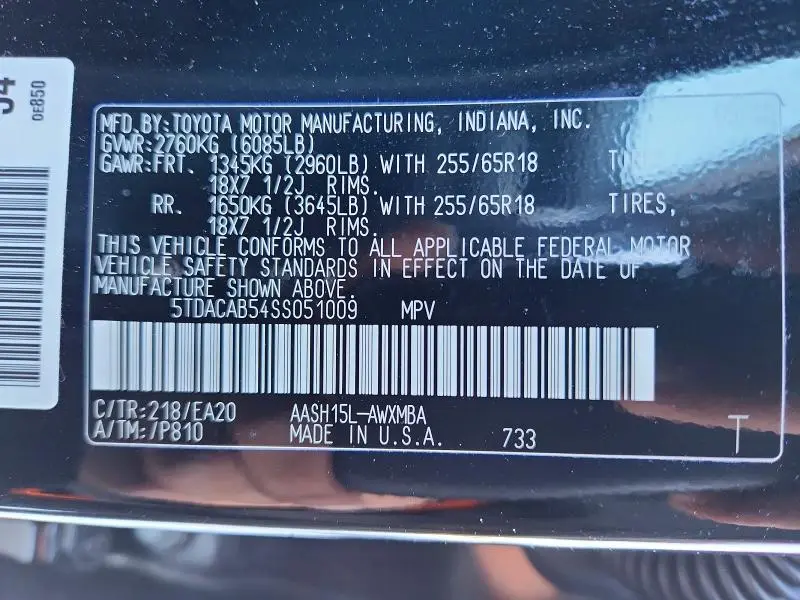 54
0E850
MFD.BY:TOYOTA MOTOR MANUFACTURING, INDIANA, INC.
GVWR:2760KG (6085LB)
GAWR:FRT. 1345KG (2960LB) WITH 255/65R18
18X7 1/2J RIMS.
RR. 1650KG (3645LB) WITH 255/65R18 TIRES,
18X7 1/2J RIMS.
THIS VEHICLE CONFORMS TO ALL APPLICABLE FEDERAL MOTOR
VEHICLE SAFETY STANDARDS IN EFFECT ON THE DATE OF
MANUFACTURE SHOWN ABOVE.
5TDACAB54SS051009 MPV
C/TR:218/EA20 AASH15L-AWXMBA
A/TM:/P810 MADE IN U.S.A. 733
T